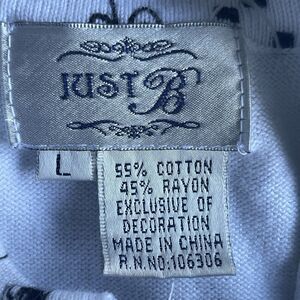 JUST B
L
55% COTTON
45% RAYON
EXCLUSIVE OF
DECORATION
MADE IN CHINA
R.N.NO:106306